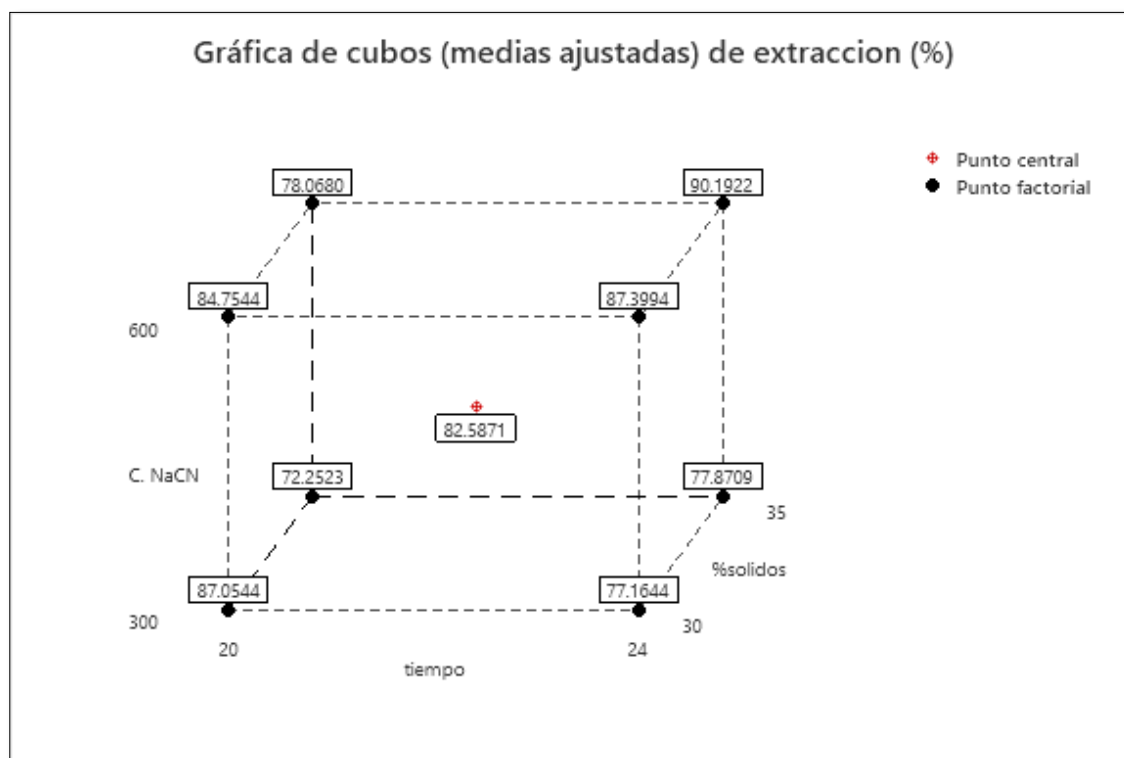 Gráfica de cubos (medias ajustadas) de extraccion (%)
Punto central
Punto factorial
78.0680
90.1922
84.7544
87.3994
600
82.5871
C. NaCN
72.2523
77.8709
35
%solidos
87.0544
77.1644
300
30
20
24
tiempo